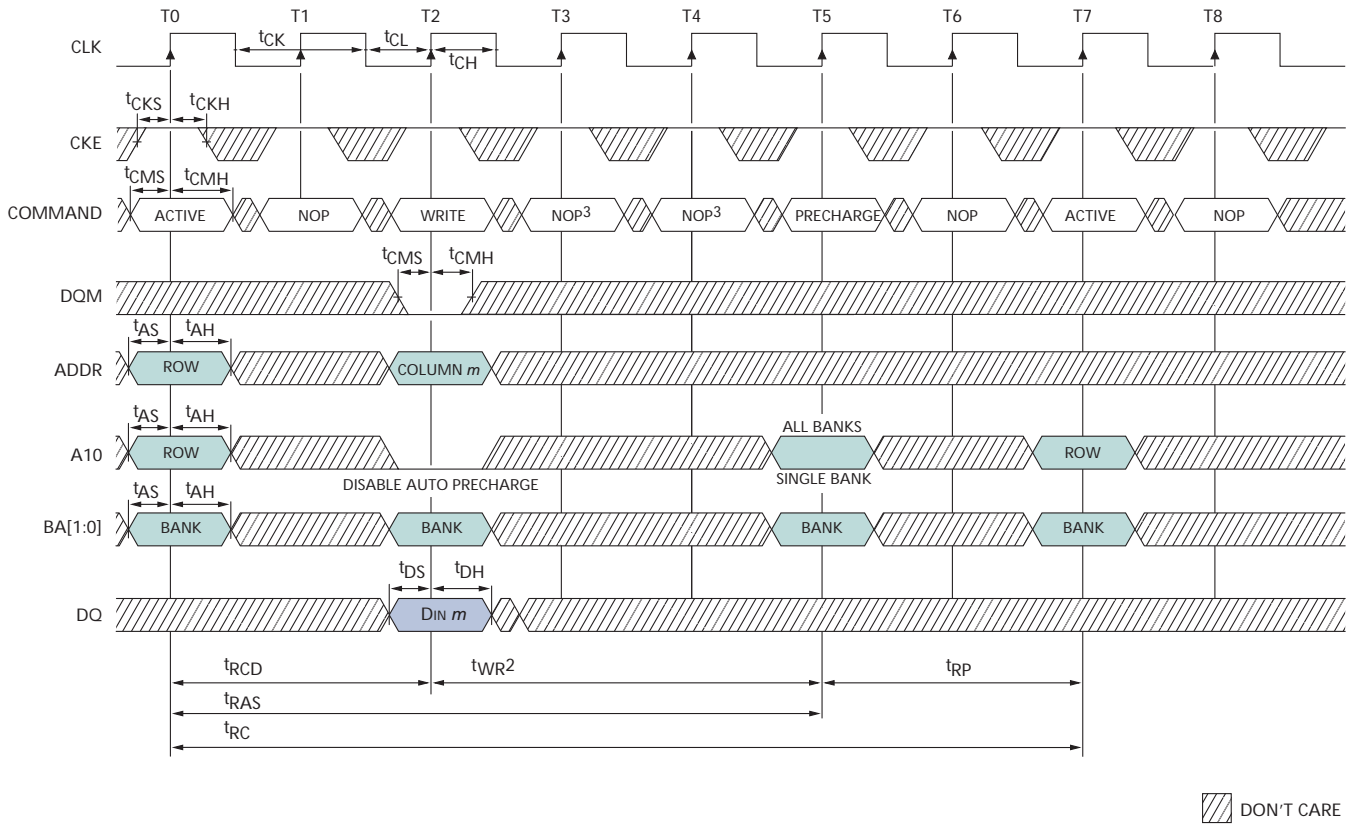 T0 T1 T2 T3 T4 T5 T6 T7 T8
CLK
tCK tCL
tCH
tCKS tCKH
CKE
tCMS tCMH
COMMAND ACTIVE NOP WRITE NOP3 NOP3 PRECHARGE NOP ACTIVE NOP
tCMS tCMH
DQM
tAS tAH
ADDR ROW COLUMN m
tAS tAH
ALL BANKS
A10 ROW ROW
DISABLE AUTO PRECHARGE SINGLE BANK
tAS tAH
BA[1:0] BANK BANK BANK BANK
tDS tDH
DQ DIN m
tRCD tWR2 tRP
tRAS
tRC
DON'T CARE